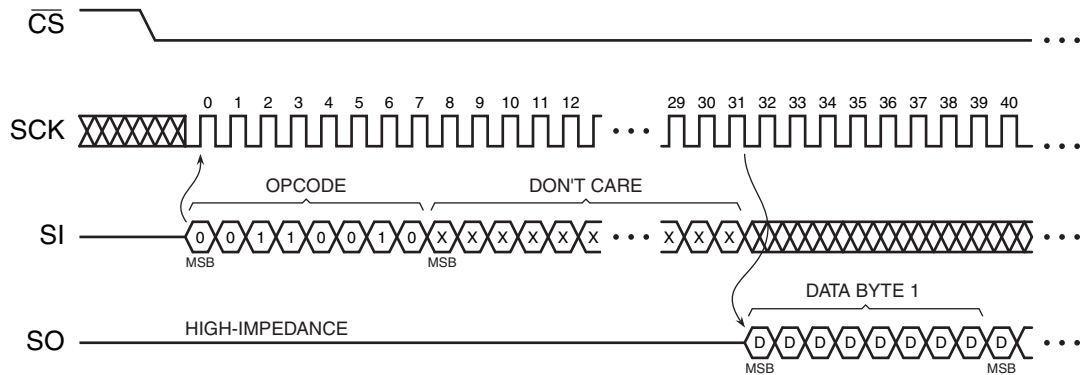 CS
0 1 2 3 4 5 6 7 8 9 10 11 12 29 30 31 32 33 34 35 36 37 38 39 40
SCK
OPCODE DON'T CARE
SI 0 0 1 1 0 0 1 0 X X X X X X X X X
MSB MSB
DATA BYTE 1
HIGH-IMPEDANCE
SO D D D D D D D D D
MSB MSB